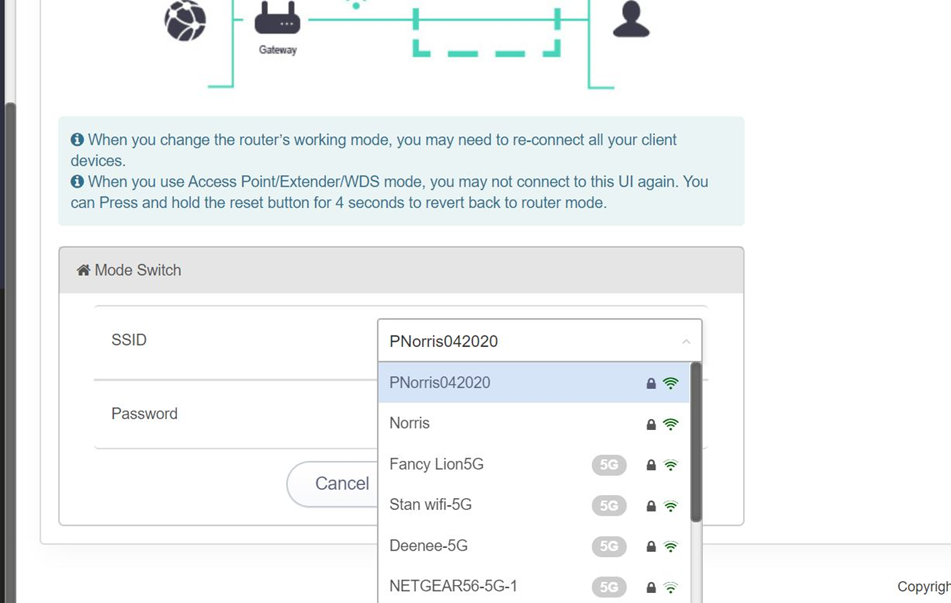 Gateway
When you change the router's working mode, you may need to re-connect all your client
devices.
When you use Access Point/Extender/WDS mode, you may not connect to this UI again. You
can Press and hold the reset button for 4 seconds to revert back to router mode.
Mode Switch
SSID
PNorris042020
PNorris042020
Norris
Password
Fancy Lion5G 5G
Cancel
Stan wifi-5G 5G
Deenee-5G 5G
NETGEAR56-5G-1 5G